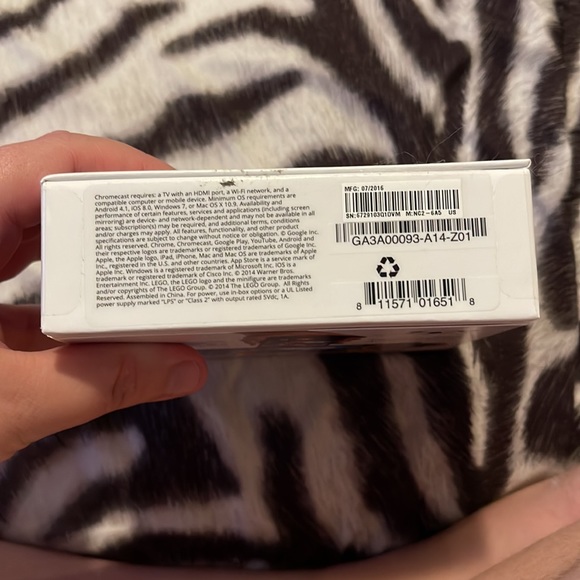 Chromecast requires: a TV with an HDMI port, a Wi-Fi network, and a
compatible computer or mobile device. Minimum OS requirements are
Android 4.1, iOS 8.0, Windows 7, or Mac OS X 10.9. Availability and
performance of certain features, services and applications (including screen
mirroring) are device- and network-dependent and may not be available in all
areas; subscription(s) may be required, and additional terms, conditions
and/or charges may apply. All features, functionality, and other product
specifications are subject to change without notice or obligation. © Google Inc.
All rights reserved. Chrome, Chromecast, Google Play, YouTube, Android and
their respective logos are trademarks or registered trademarks of Google Inc.
Apple, the Apple logo, iPad, iPhone, Mac and Mac OS are trademarks of Apple
Inc., registered in the U.S. and other countries. App Store is a service mark of
Apple Inc. Windows is a registered trademark of Microsoft Inc. IOS is a
trademark or registered trademark of Cisco Inc. © 2014 Warner Bros.
Entertainment Inc. LEGO, the LEGO logo and the minifigure are trademarks
and/or copyrights of The LEGO Group. © 2014 The LEGO Group. All Rights
Reserved. Assembled in China. For power, use in-box options or a UL Listed
power supply marked "LPS" or "Class 2" with output rated 5Vdc, 1A.
MFG: 07/2016
SN:6729103Q1OVM M:NC2-6A5 US
GA3A00093-A14-Z01
8 11571 01651 8